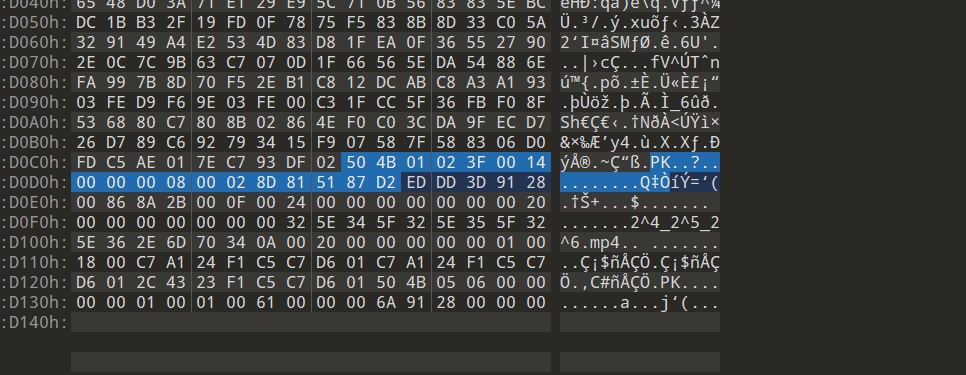 :D040h: 65 48 D0 3A 71 E1 29 E9 5C 71 0B 56 83 83 5E BC eHÐ:qá)é\q.Vƒƒ^¼
:D050h: DC 1B B3 2F 19 FD 0F 78 75 F5 83 8B 8D 33 C0 5A Ü.³/.ý.xuõƒ‹.3ÀZ
:D060h: 32 91 49 A4 E2 53 4D 83 D8 1F EA 0F 36 55 27 90 2‘I¤âSMƒØ.ê.6U'.
:D070h: 2E 0C 7C 9B 63 C7 07 0D 1F 66 56 5E DA 54 88 6E ..|›cÇ...fV^ÚTˆn
:D080h: FA 99 7B 8D 70 F5 2E B1 C8 12 DC AB C8 A3 A1 93 ú™{.põ.±È.Ü«È£¡“
:D090h: 03 FE D9 F6 9E 03 FE 00 C3 1F CC 5F 36 FB F0 8F .þÙöž.þ.Ã.Ì_6ûð.
:D0A0h: 53 68 80 C7 80 8B 02 86 4E F0 C0 3C DA 9F EC D7 Sh€Ç€‹.†NðÀ<ÚŸì×
:D0B0h: 26 D7 89 C6 92 79 34 15 F9 07 58 7F 58 83 06 D0 &×‰Æ’y4.ù.X.Xƒ.Ð
:D0C0h: FD C5 AE 01 7E C7 93 DF 02 50 4B 01 02 3F 00 14 ýÅ®.~Ç“ß.PK..?..
:D0D0h: 00 00 00 08 00 02 8D 81 51 87 D2 ED DD 3D 91 28 ........Q‡ÒíÝ=‘(
:D0E0h: 00 86 8A 2B 00 0F 00 24 00 00 00 00 00 00 00 20 .†Š+...$.......
:D0F0h: 00 00 00 00 00 00 00 32 5E 34 5F 32 5E 35 5F 32 .......2^4_2^5_2
:D100h: 5E 36 2E 6D 70 34 0A 00 20 00 00 00 00 00 01 00 ^6.mp4.. .......
:D110h: 18 00 C7 A1 24 F1 C5 C7 D6 01 C7 A1 24 F1 C5 C7 ..Ç¡$ñÅÇÖ.Ç¡$ñÅÇ
:D120h: D6 01 2C 43 23 F1 C5 C7 D6 01 50 4B 05 06 00 00 Ö.,C#ñÅÇÖ.PK....
:D130h: 00 00 01 00 01 00 61 00 00 00 6A 91 28 00 00 00 ......a...j‘(...
:D140h: